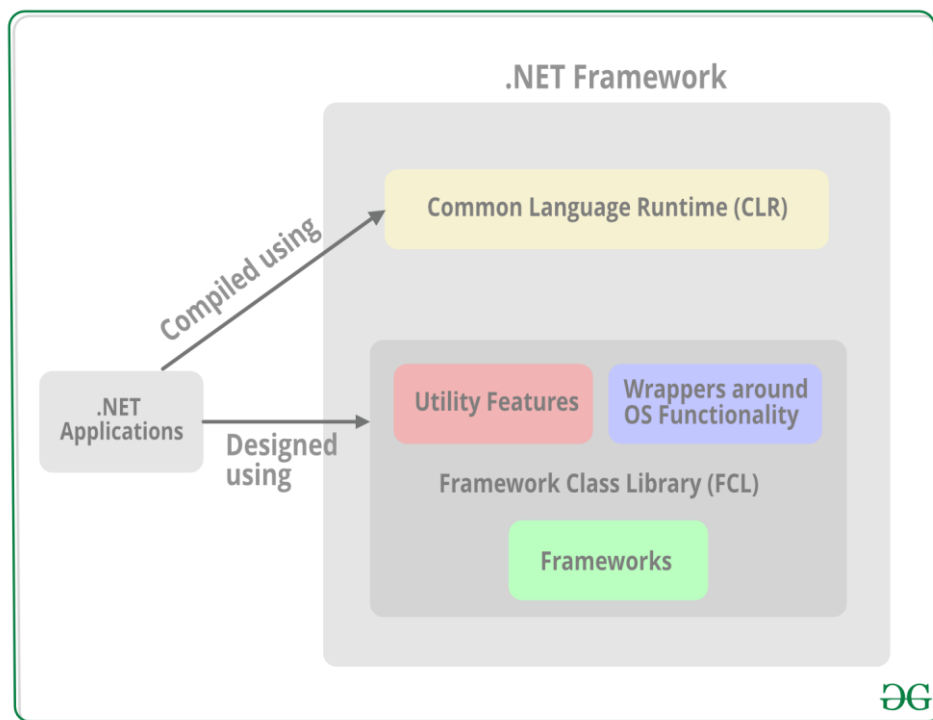 .NET Framework
Common Language Runtime (CLR)
Compiled using
.NET
Applications
Designed
using
Utility Features
Wrappers around
OS Functionality
Framework Class Library (FCL)
Frameworks